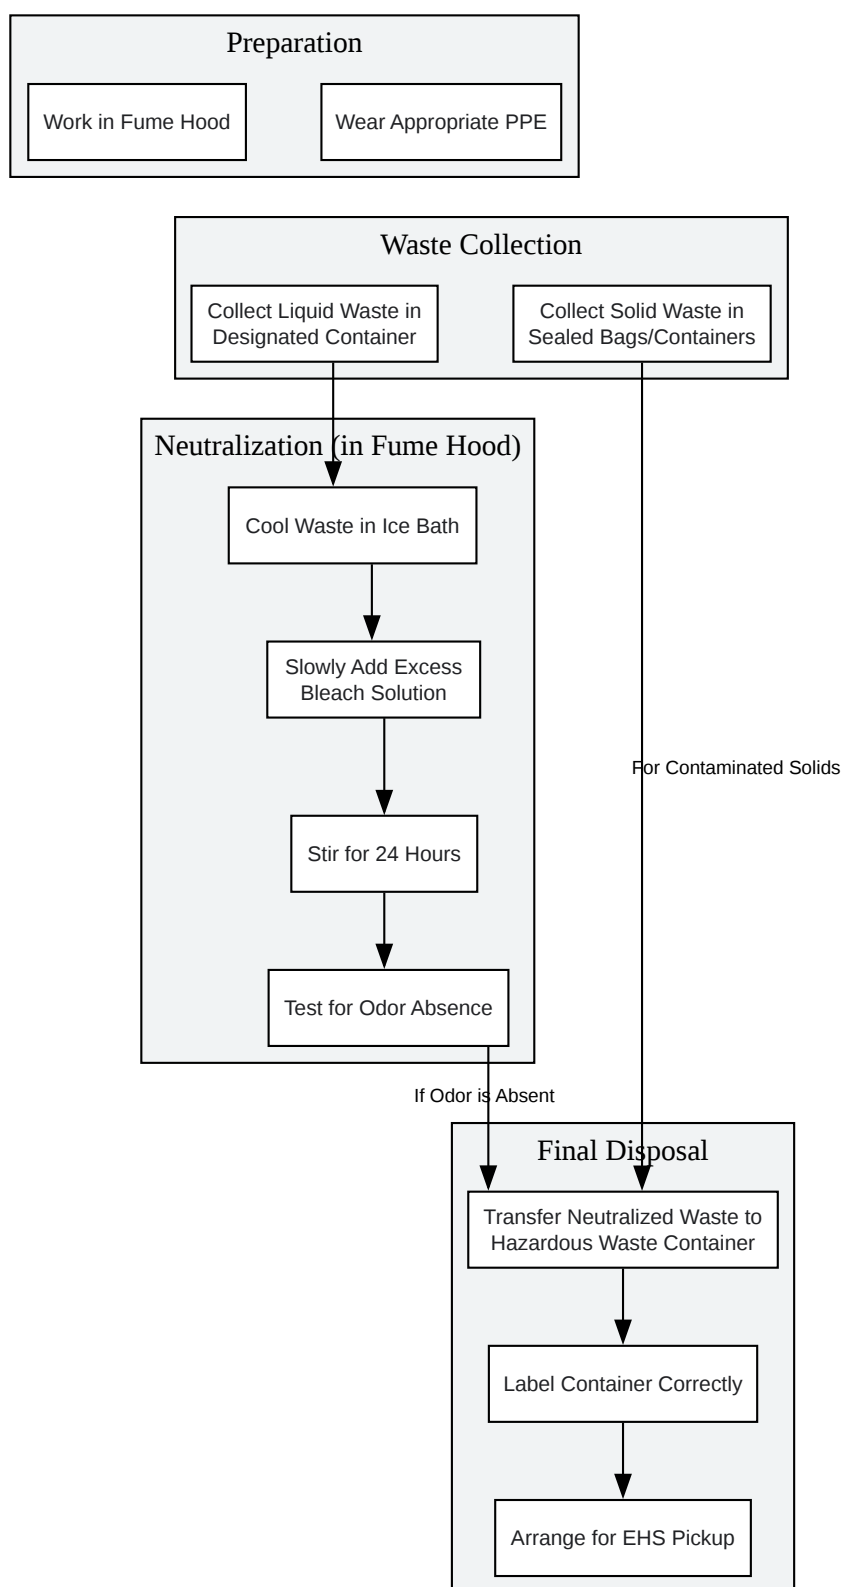 Preparation
Work in Fume Hood
Wear Appropriate PPE
Waste Collection
Collect Liquid Waste in
Designated Container
Collect Solid Waste in
Sealed Bags/Containers
Neutralization (in Fume Hood)
Cool Waste in Ice Bath
Slowly Add Excess
Bleach Solution
For Contaminated Solids
Stir for 24 Hours
Test for Odor Absence
If Odor is Absent
Final Disposal
Transfer Neutralized Waste to
Hazardous Waste Container
Label Container Correctly
Arrange for EHS Pickup